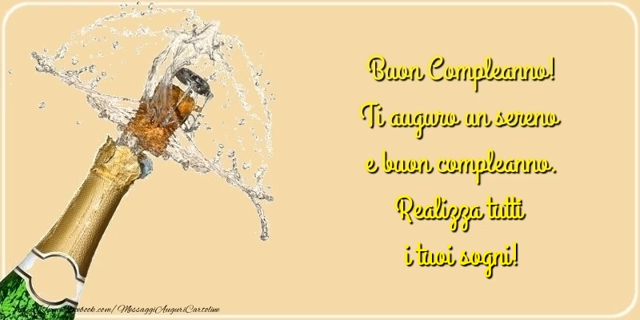 Buon Compleanno!
Ti auguro un sereno
e buon compleanno.
Realizza tutti
i tuoi sogni!
facebook.com/MessaggiAuguriCartoline